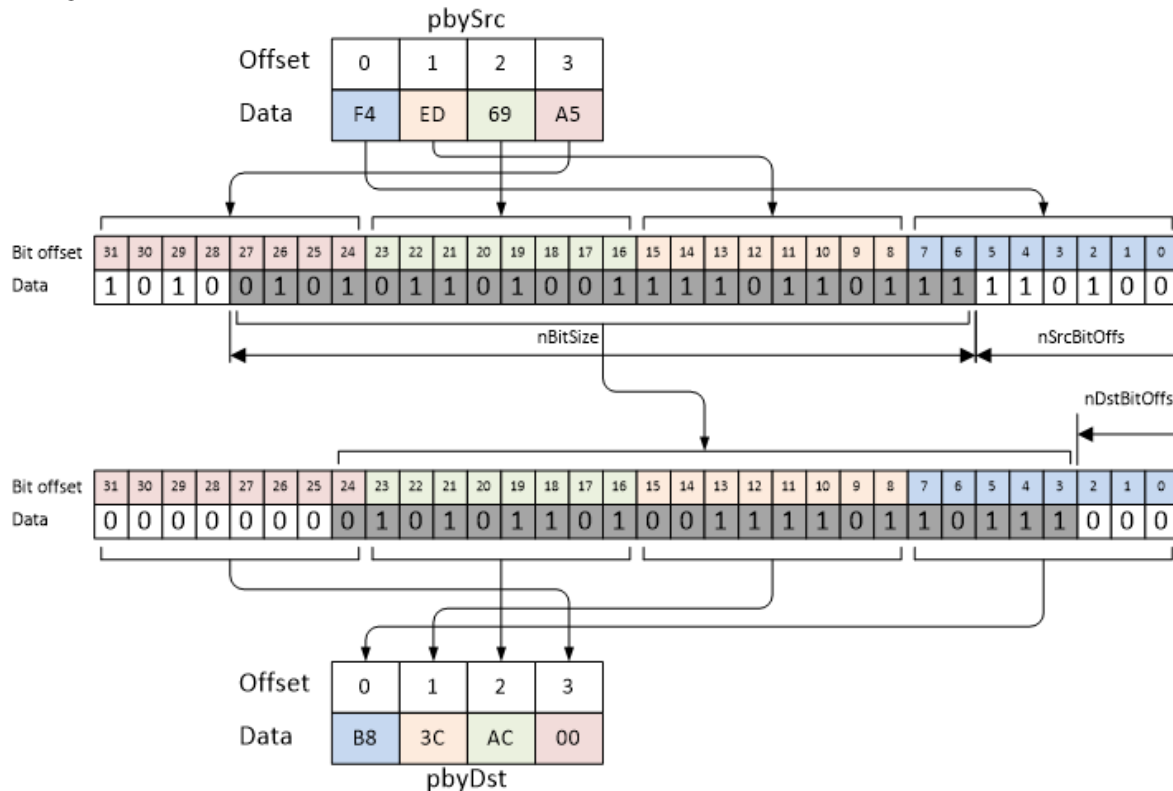 pbySrc
Offset 0 1 2 3
Data F4 ED 69 A5
Bit offset 31 30 29 28 27 26 25 24 23 22 21 20 19 18 17 16 15 14 13 12 11 10 9 8 7 6 5 4 3 2 1 0
Data 1 0 1 0 0 1 0 1 0 1 1 0 1 0 0 1 1 1 1 0 1 1 0 1 1 1 1 1 0 1 0 0
nBitSize nSrcBitOffs
nDstBitOffs
Bit offset 31 30 29 28 27 26 25 24 23 22 21 20 19 18 17 16 15 14 13 12 11 10 9 8 7 6 5 4 3 2 1 0
Data 0 0 0 0 0 0 0 0 1 0 1 0 1 1 0 1 0 0 1 1 1 1 0 1 1 0 1 1 1 0 0 0
Offset 0 1 2 3
Data B8 3C AC 00
pbyDst